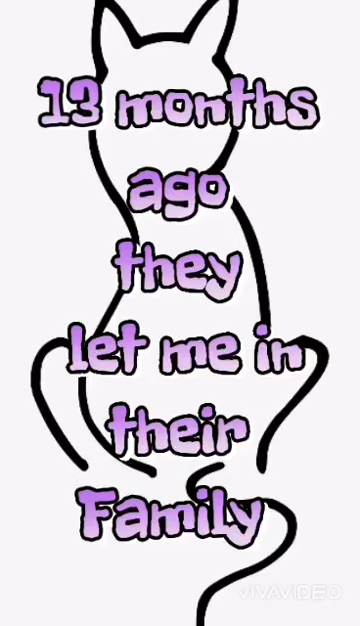 13 months
ago
they
let me in
their
Family
VIVAVIDEO